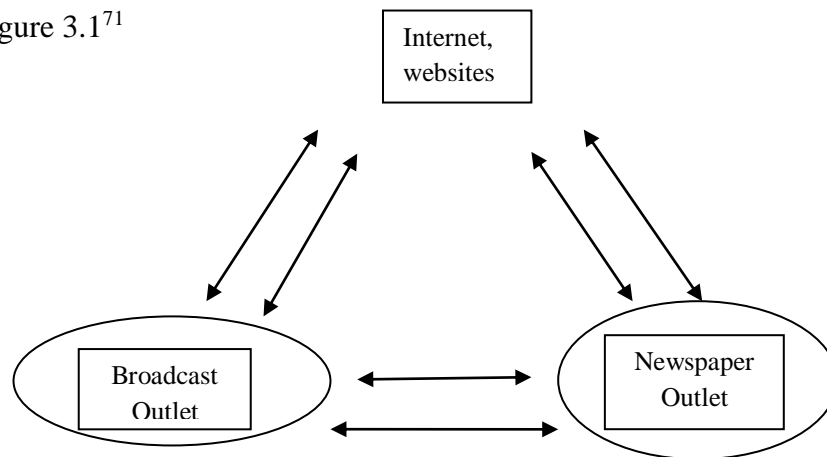 gure 3.1⁷¹
Internet,
websites
Broadcast
Outlet
Newspaper
Outlet